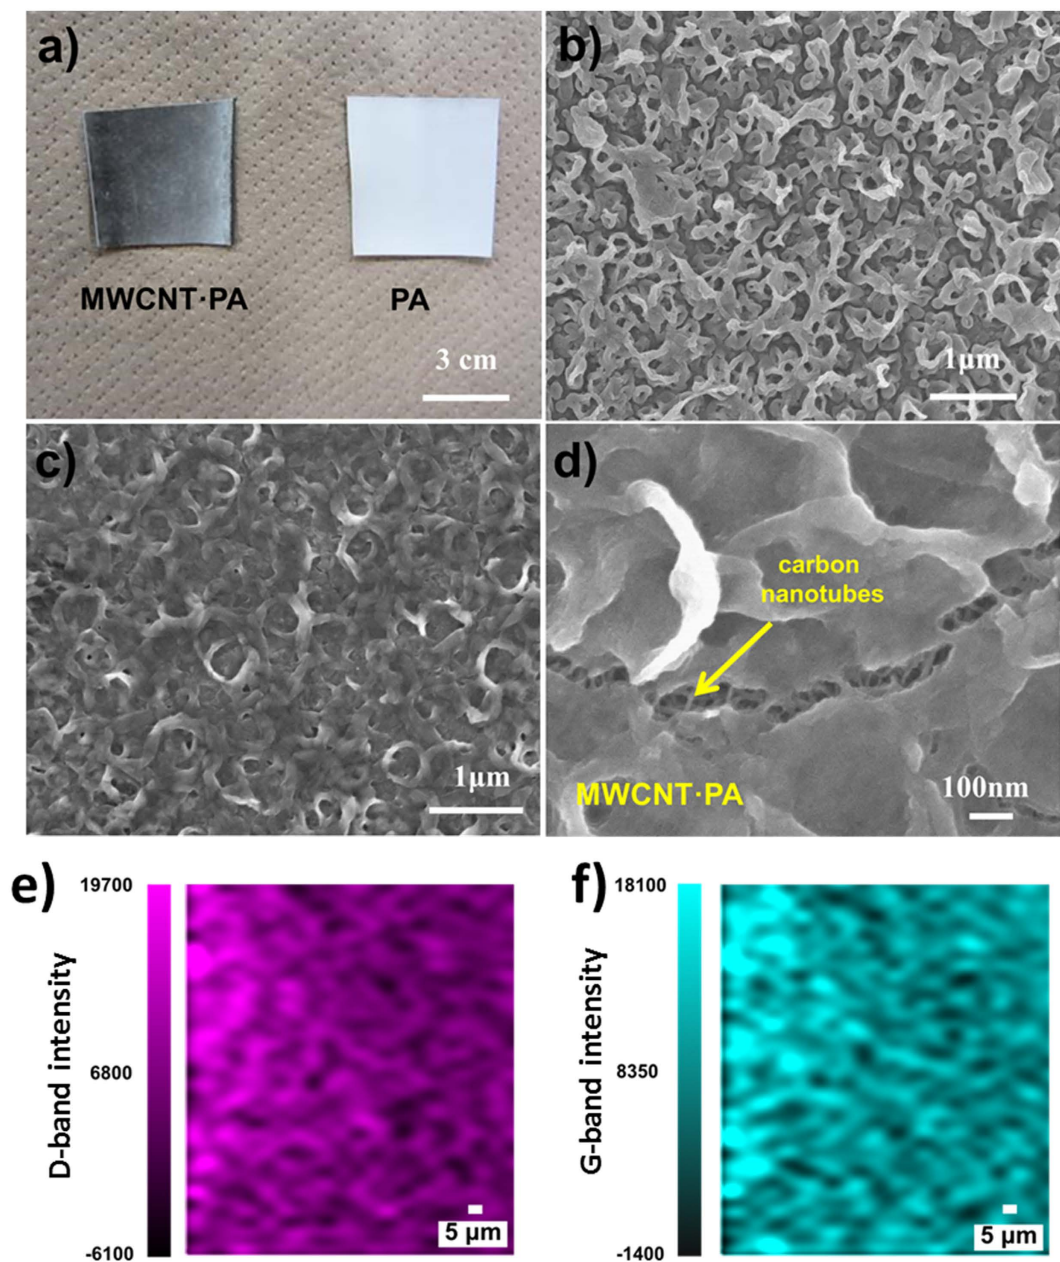 a)
MWCNT·PA
PA
3 cm
b)
1μm
c)
1μm
d)
carbon
nanotubes
MWCNT·PA
100nm
e)
19700
D-band intensity
6800
-6100
5 μm
f)
18100
G-band intensity
8350
-1400
5 μm